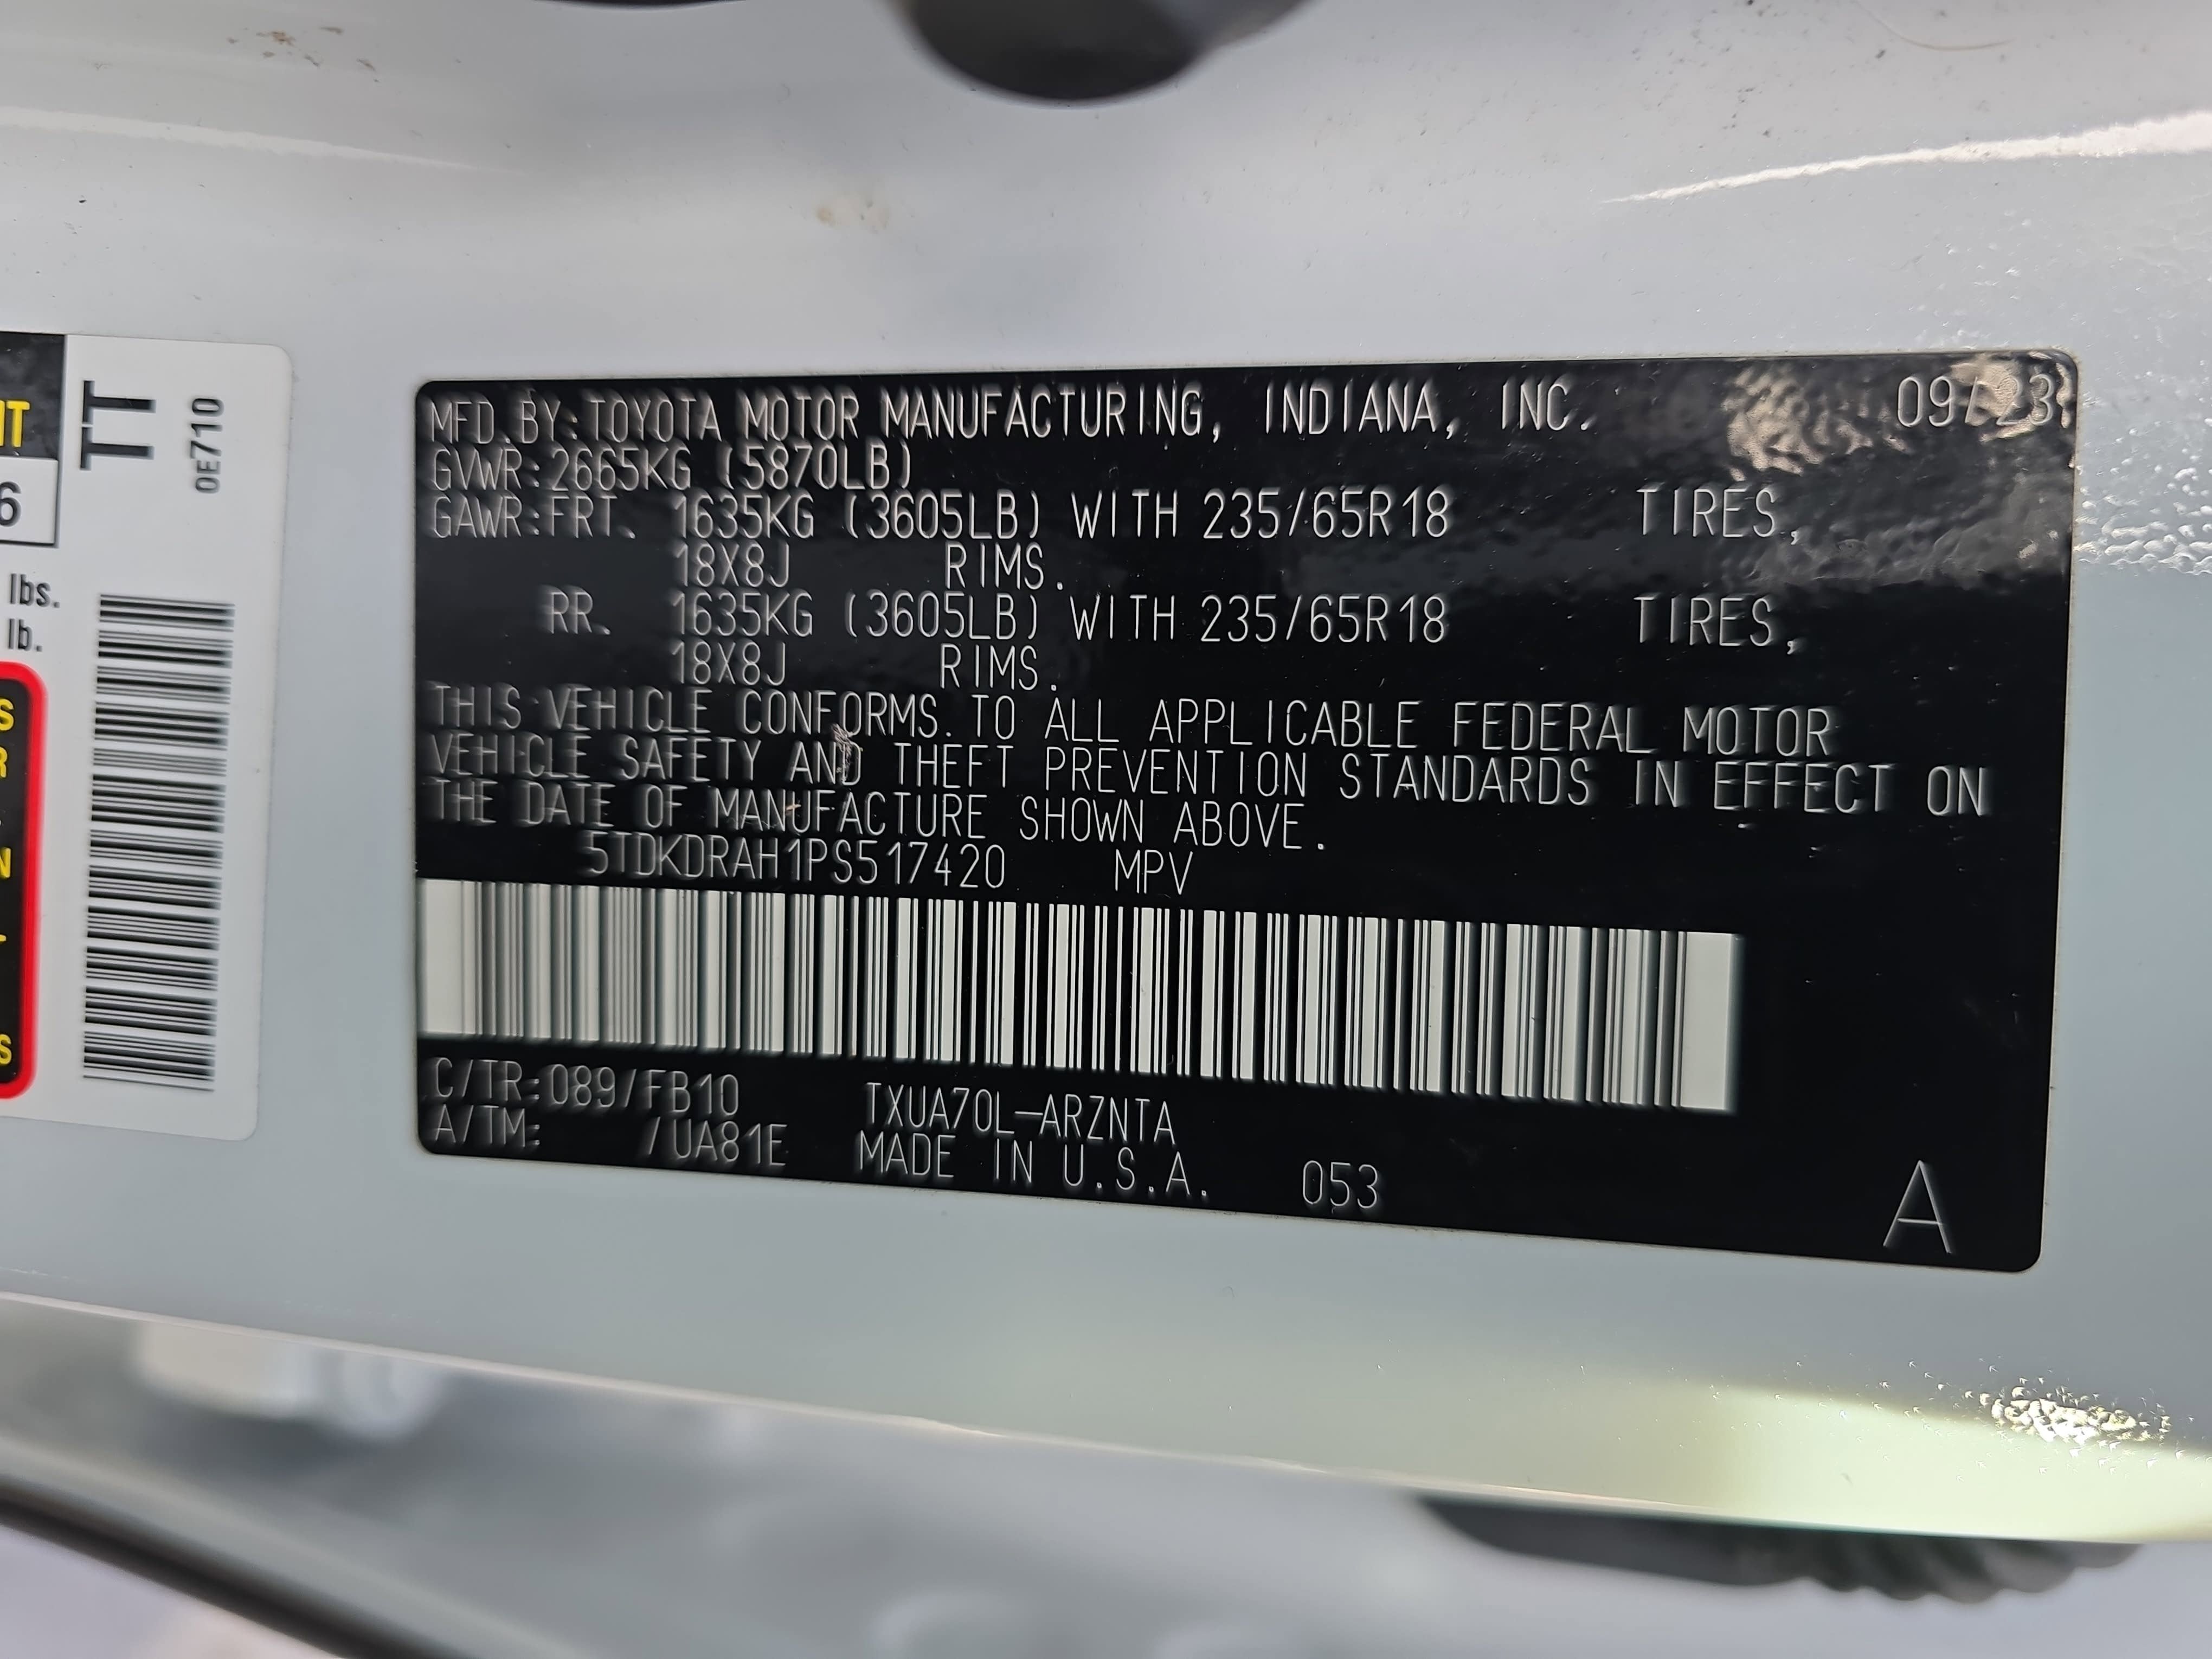 MFD.BY:TOYOTA MOTOR MANUFACTURING, INDIANA, INC. 09/23
GVWR:2665KG (5870LB)
GAWR:FRT. 1635KG (3605LB) WITH 235/65R18 TIRES,
18X8J RIMS.
RR. 1635KG (3605LB) WITH 235/65R18 TIRES,
18X8J RIMS.
THIS VEHICLE CONFORMS TO ALL APPLICABLE FEDERAL MOTOR
VEHICLE SAFETY AND THEFT PREVENTION STANDARDS IN EFFECT ON
THE DATE OF MANUFACTURE SHOWN ABOVE.
5TDKDRAH1PS517420 MPV
C/TR:089/FB10 TXUA70L-ARZNTA
A/TM: /UA81E MADE IN U.S.A. 053
A
TT
0E710
6
lbs.
lb.